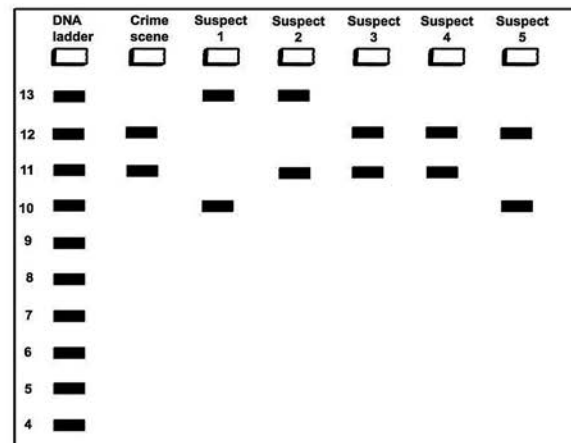 DNA ladder
Crime scene
Suspect 1
Suspect 2
Suspect 3
Suspect 4
Suspect 5
13
12
11
10
9
8
7
6
5
4